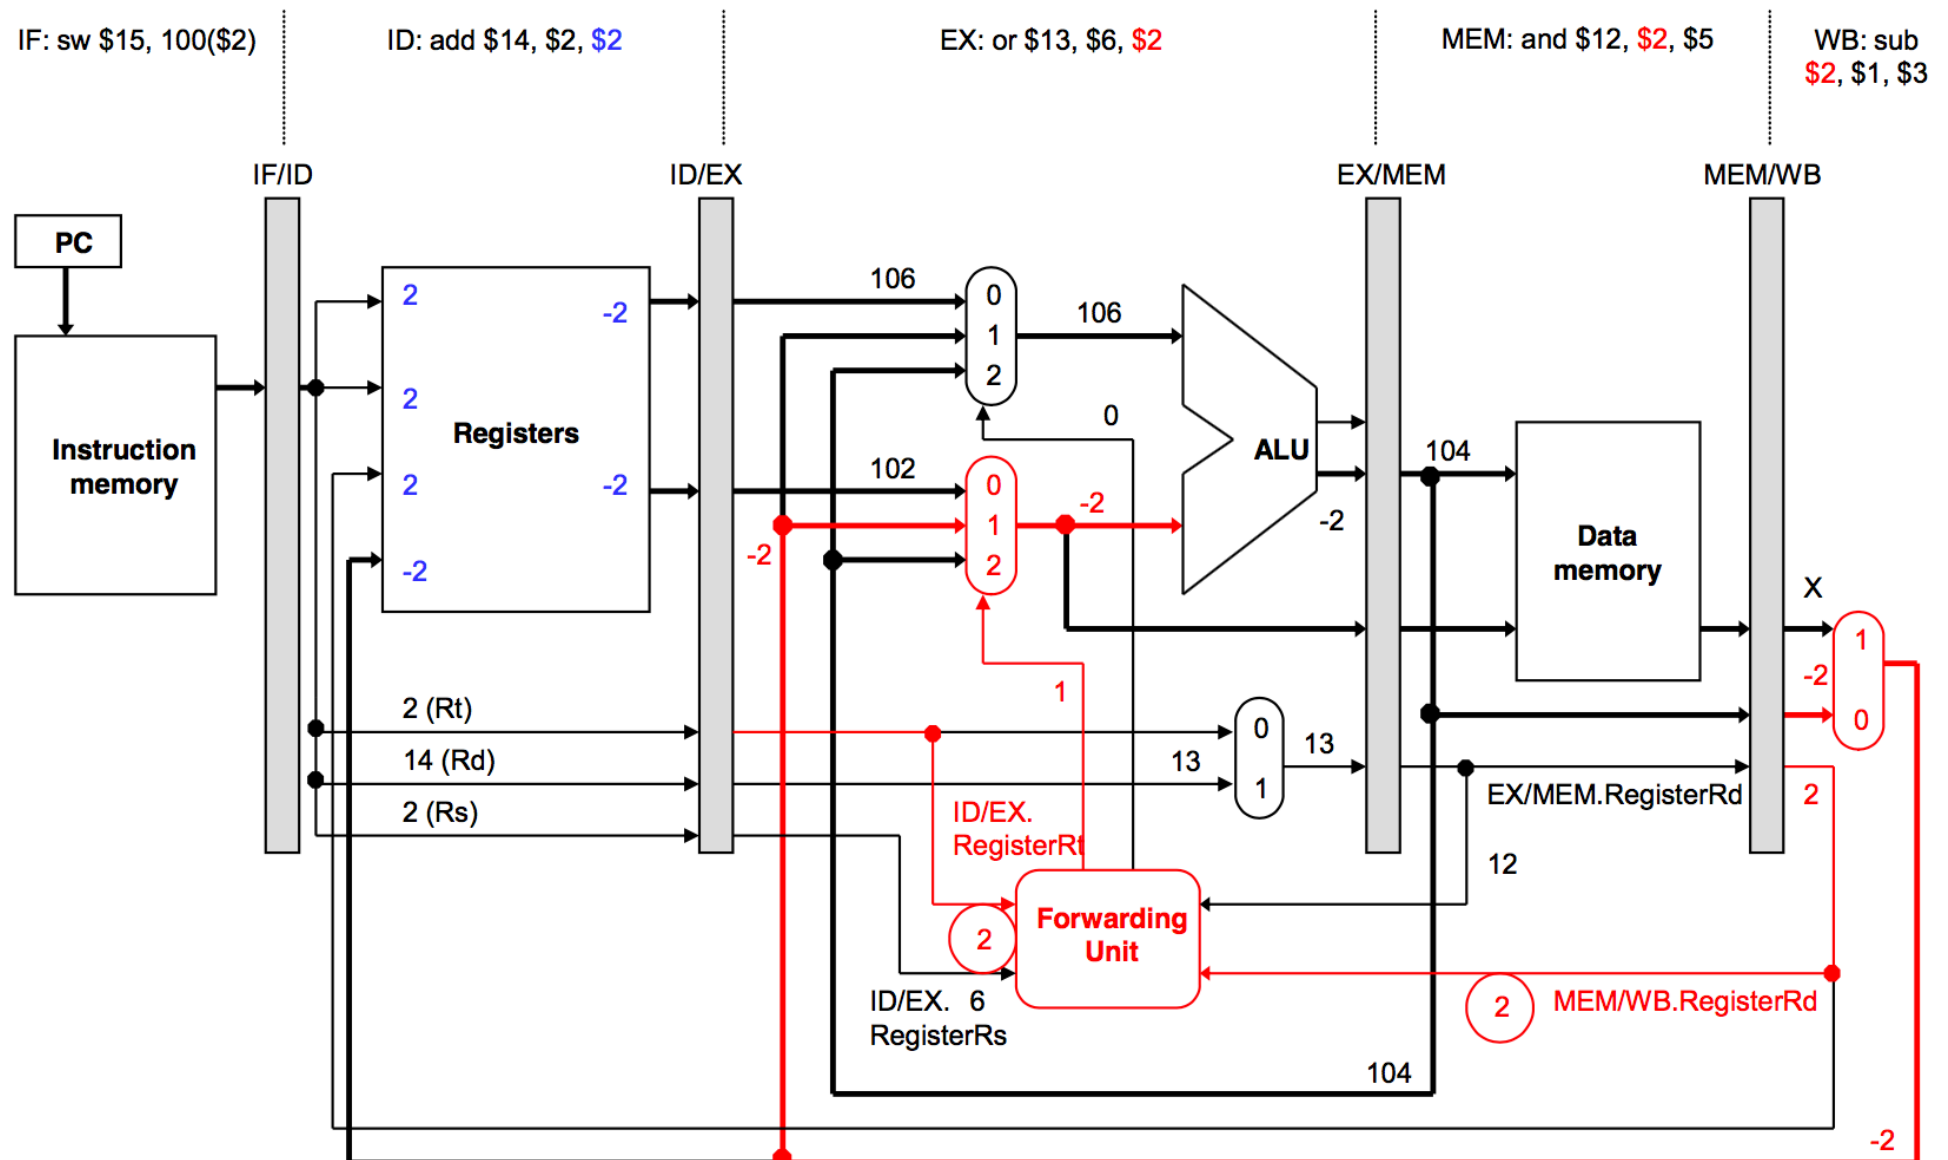 IF: sw $15, 100($2)
ID: add $14, $2, $2
EX: or $13, $6, $2
MEM: and $12, $2, $5
WB: sub
$2, $1, $3
IF/ID
ID/EX
EX/MEM
MEM/WB
PC
Instruction
memory
2
2
2
-2
Registers
-2
-2
106
0
1
2
106
0
102
0
1
2
-2
-2
1
ALU
-2
104
Data
memory
X
1
-2
0
2 (Rt)
14 (Rd)
2 (Rs)
13
0
1
13
EX/MEM.RegisterRd
2
ID/EX.
RegisterRt
12
Forwarding
Unit
2
ID/EX. 6
RegisterRs
2
MEM/WB.RegisterRd
104
-2